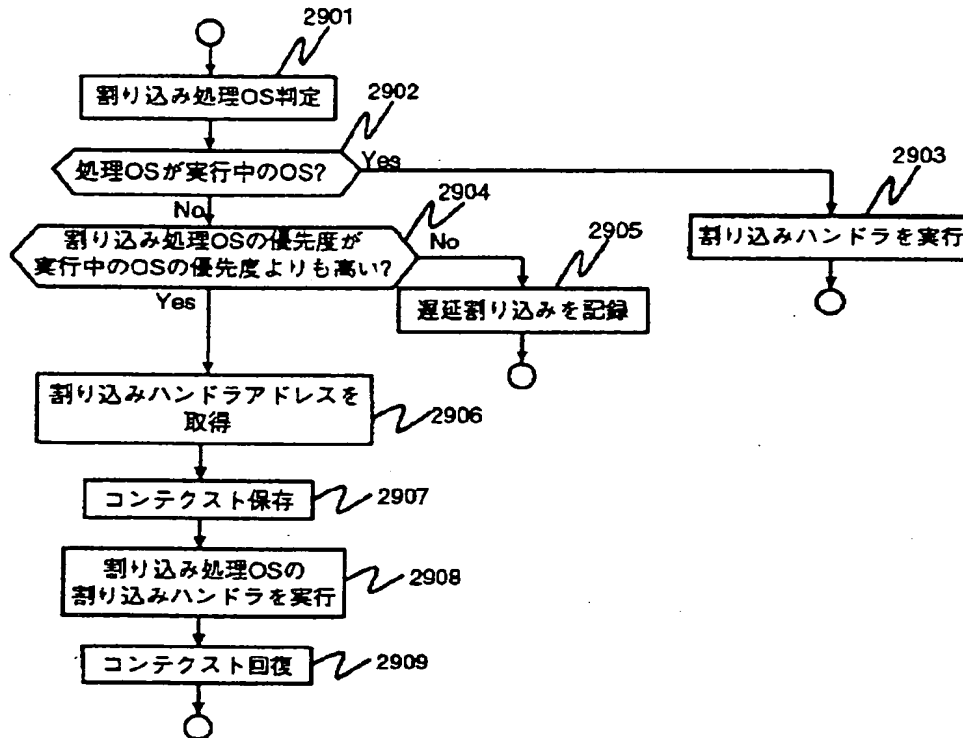 2901
割り込み処理OS判定
2902
処理OSが実行中のOS?
Yes
2903
No
2904
割り込みハンドラを実行
割り込み処理OSの優先度が
実行中のOSの優先度よりも高い?
No
2905
Yes
遅延割り込みを記録
割り込みハンドラアドレスを
取得
2906
コンテクスト保存
2907
割り込み処理OSの
割り込みハンドラを実行
2908
コンテクスト回復
2909